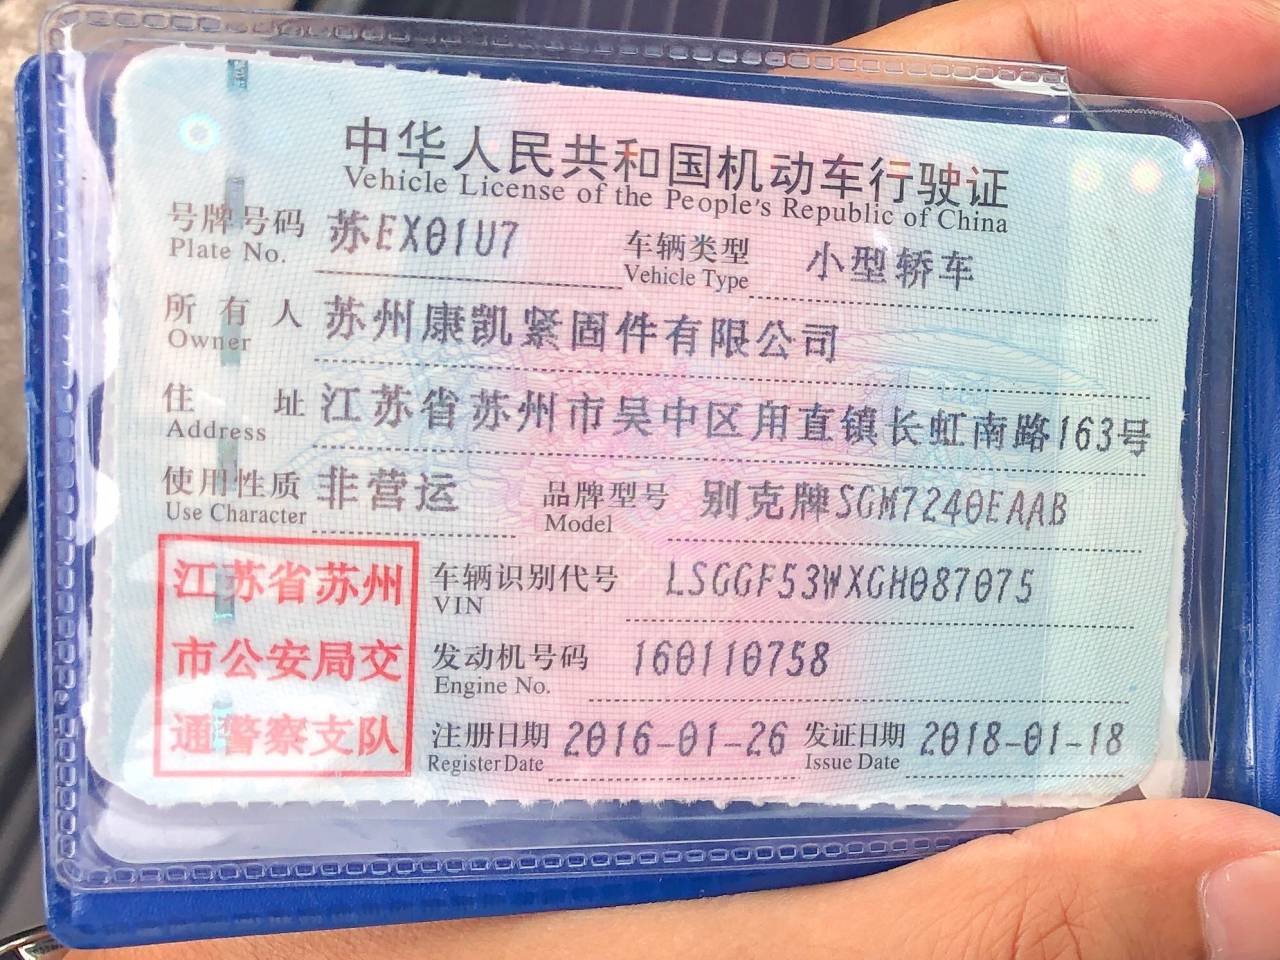 中华人民共和国机动车行驶证
Vehicle License of the People's Republic of China
号牌号码 苏EX01U7 车辆类型 小型轿车
Plate No. Vehicle Type
所有人 苏州康凯紧固件有限公司
Owner
住址 江苏省苏州市吴中区甪直镇长虹南路163号
Address
使用性质 非营运 品牌型号 别克牌SGM7240EAAB
Use Character Model
江苏省苏州
市公安局交
通警察支队
车辆识别代号 LSGGF53WXGH087075
VIN
发动机号码 160110758
Engine No.
注册日期 2016-01-26 发证日期 2018-01-18
Register Date Issue Date